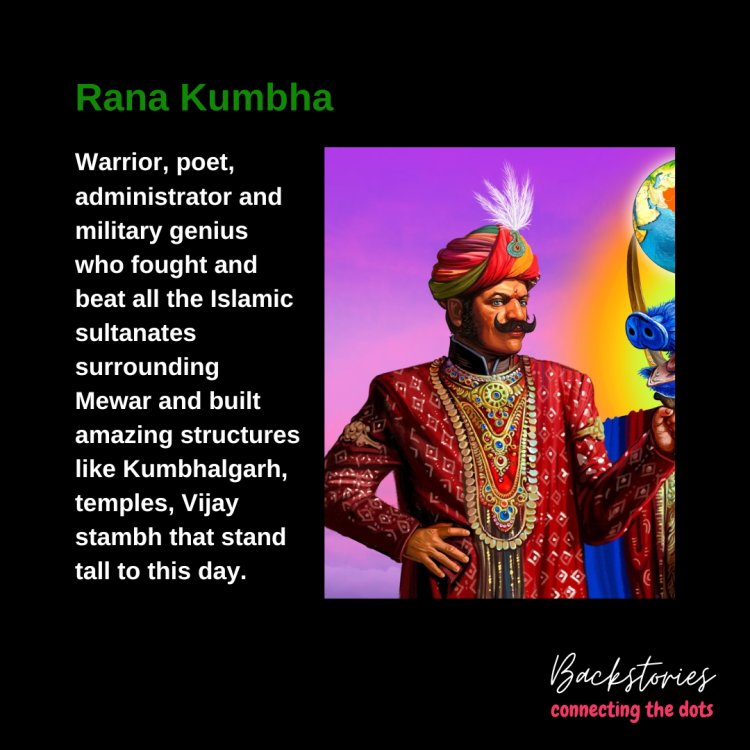 Rana Kumbha
Warrior, poet,
administrator and
military genius
who fought and
beat all the Islamic
sultanates
surrounding
Mewar and built
amazing structures
like Kumbhalgarh,
temples, Vijay
stambh that stand
tall to this day.
Backstories
connecting the dots